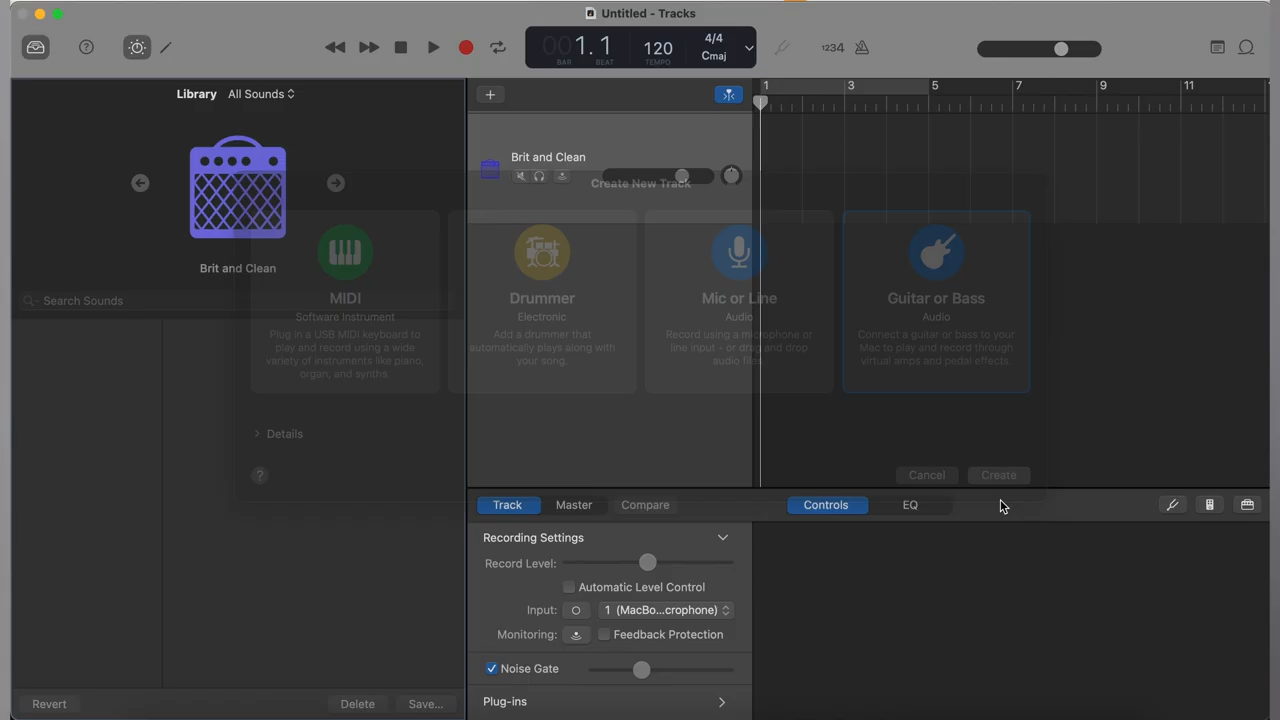 Untitled - Tracks
001.1
BAR
BEAT
120
TEMPO
4/4
Cmaj
1234
Library
All Sounds
1
3
5
7
9
11
Brit and Clean
Create New Track
Brit and Clean
Search Sounds
MIDI
Software Instrument
Plug in a USB MIDI keyboard to
play and record using a wide
variety of instruments like piano,
organ, and synths.
Drummer
Electronic
Add a drummer that
automatically plays along with
your song.
Mic or Line
Audio
Record using a microphone or
line input - or drag and drop
audio files.
Guitar or Bass
Audio
Connect a guitar or bass to your
Mac to play and record through
virtual amps and pedal effects.
Details
?
Cancel
Create
Track
Master
Compare
Controls
EQ
Recording Settings
Record Level:
Automatic Level Control
Input:
1 (MacBo...crophone)
Monitoring:
Feedback Protection
Noise Gate
Plug-ins
Revert
Delete
Save...